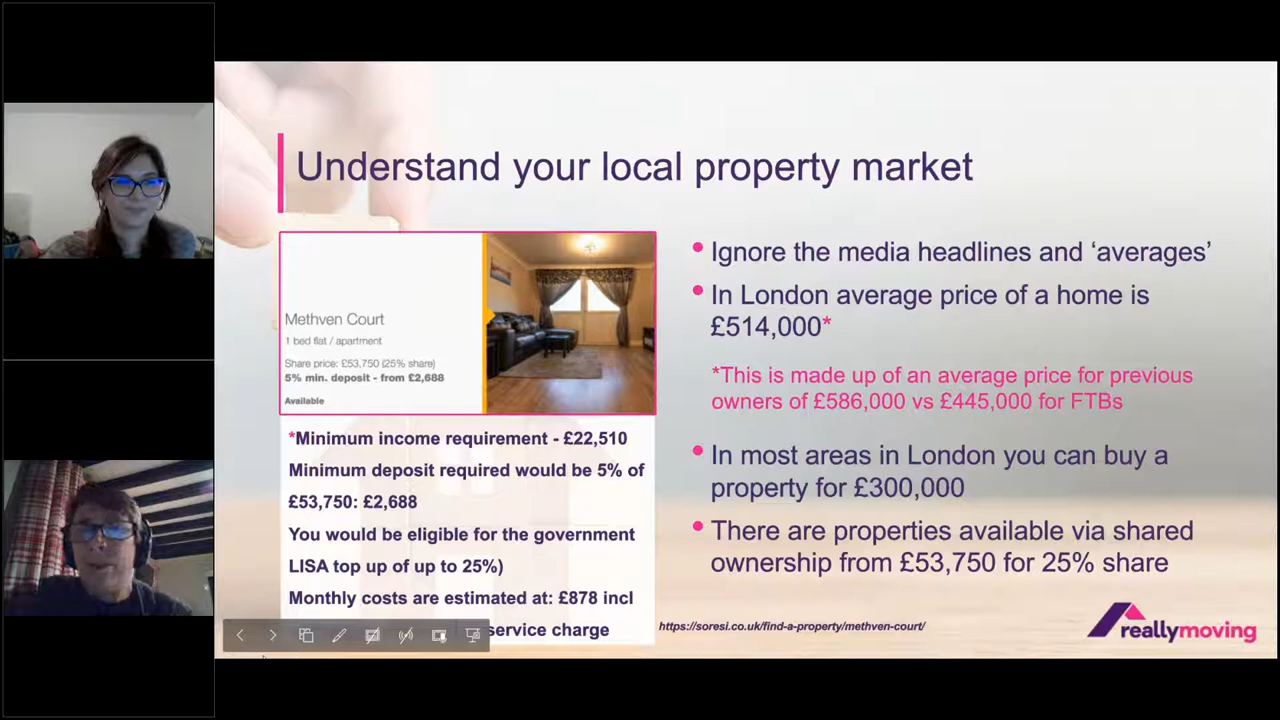 Understand your local property market
Methven Court
1 bed flat / apartment
Share price: £53,750 (25% share)
5% min. deposit - from £2,688
Available
*Minimum income requirement - £22,510
Minimum deposit required would be 5% of
£53,750: £2,688
You would be eligible for the government
LISA top up of up to 25%)
Monthly costs are estimated at: £878 incl
service charge
• Ignore the media headlines and ‘averages’
• In London average price of a home is
£514,000*
*This is made up of an average price for previous
owners of £586,000 vs £445,000 for FTBs
• In most areas in London you can buy a
property for £300,000
• There are properties available via shared
ownership from £53,750 for 25% share
https://soresi.co.uk/find-a-property/methven-court/
reallymoving